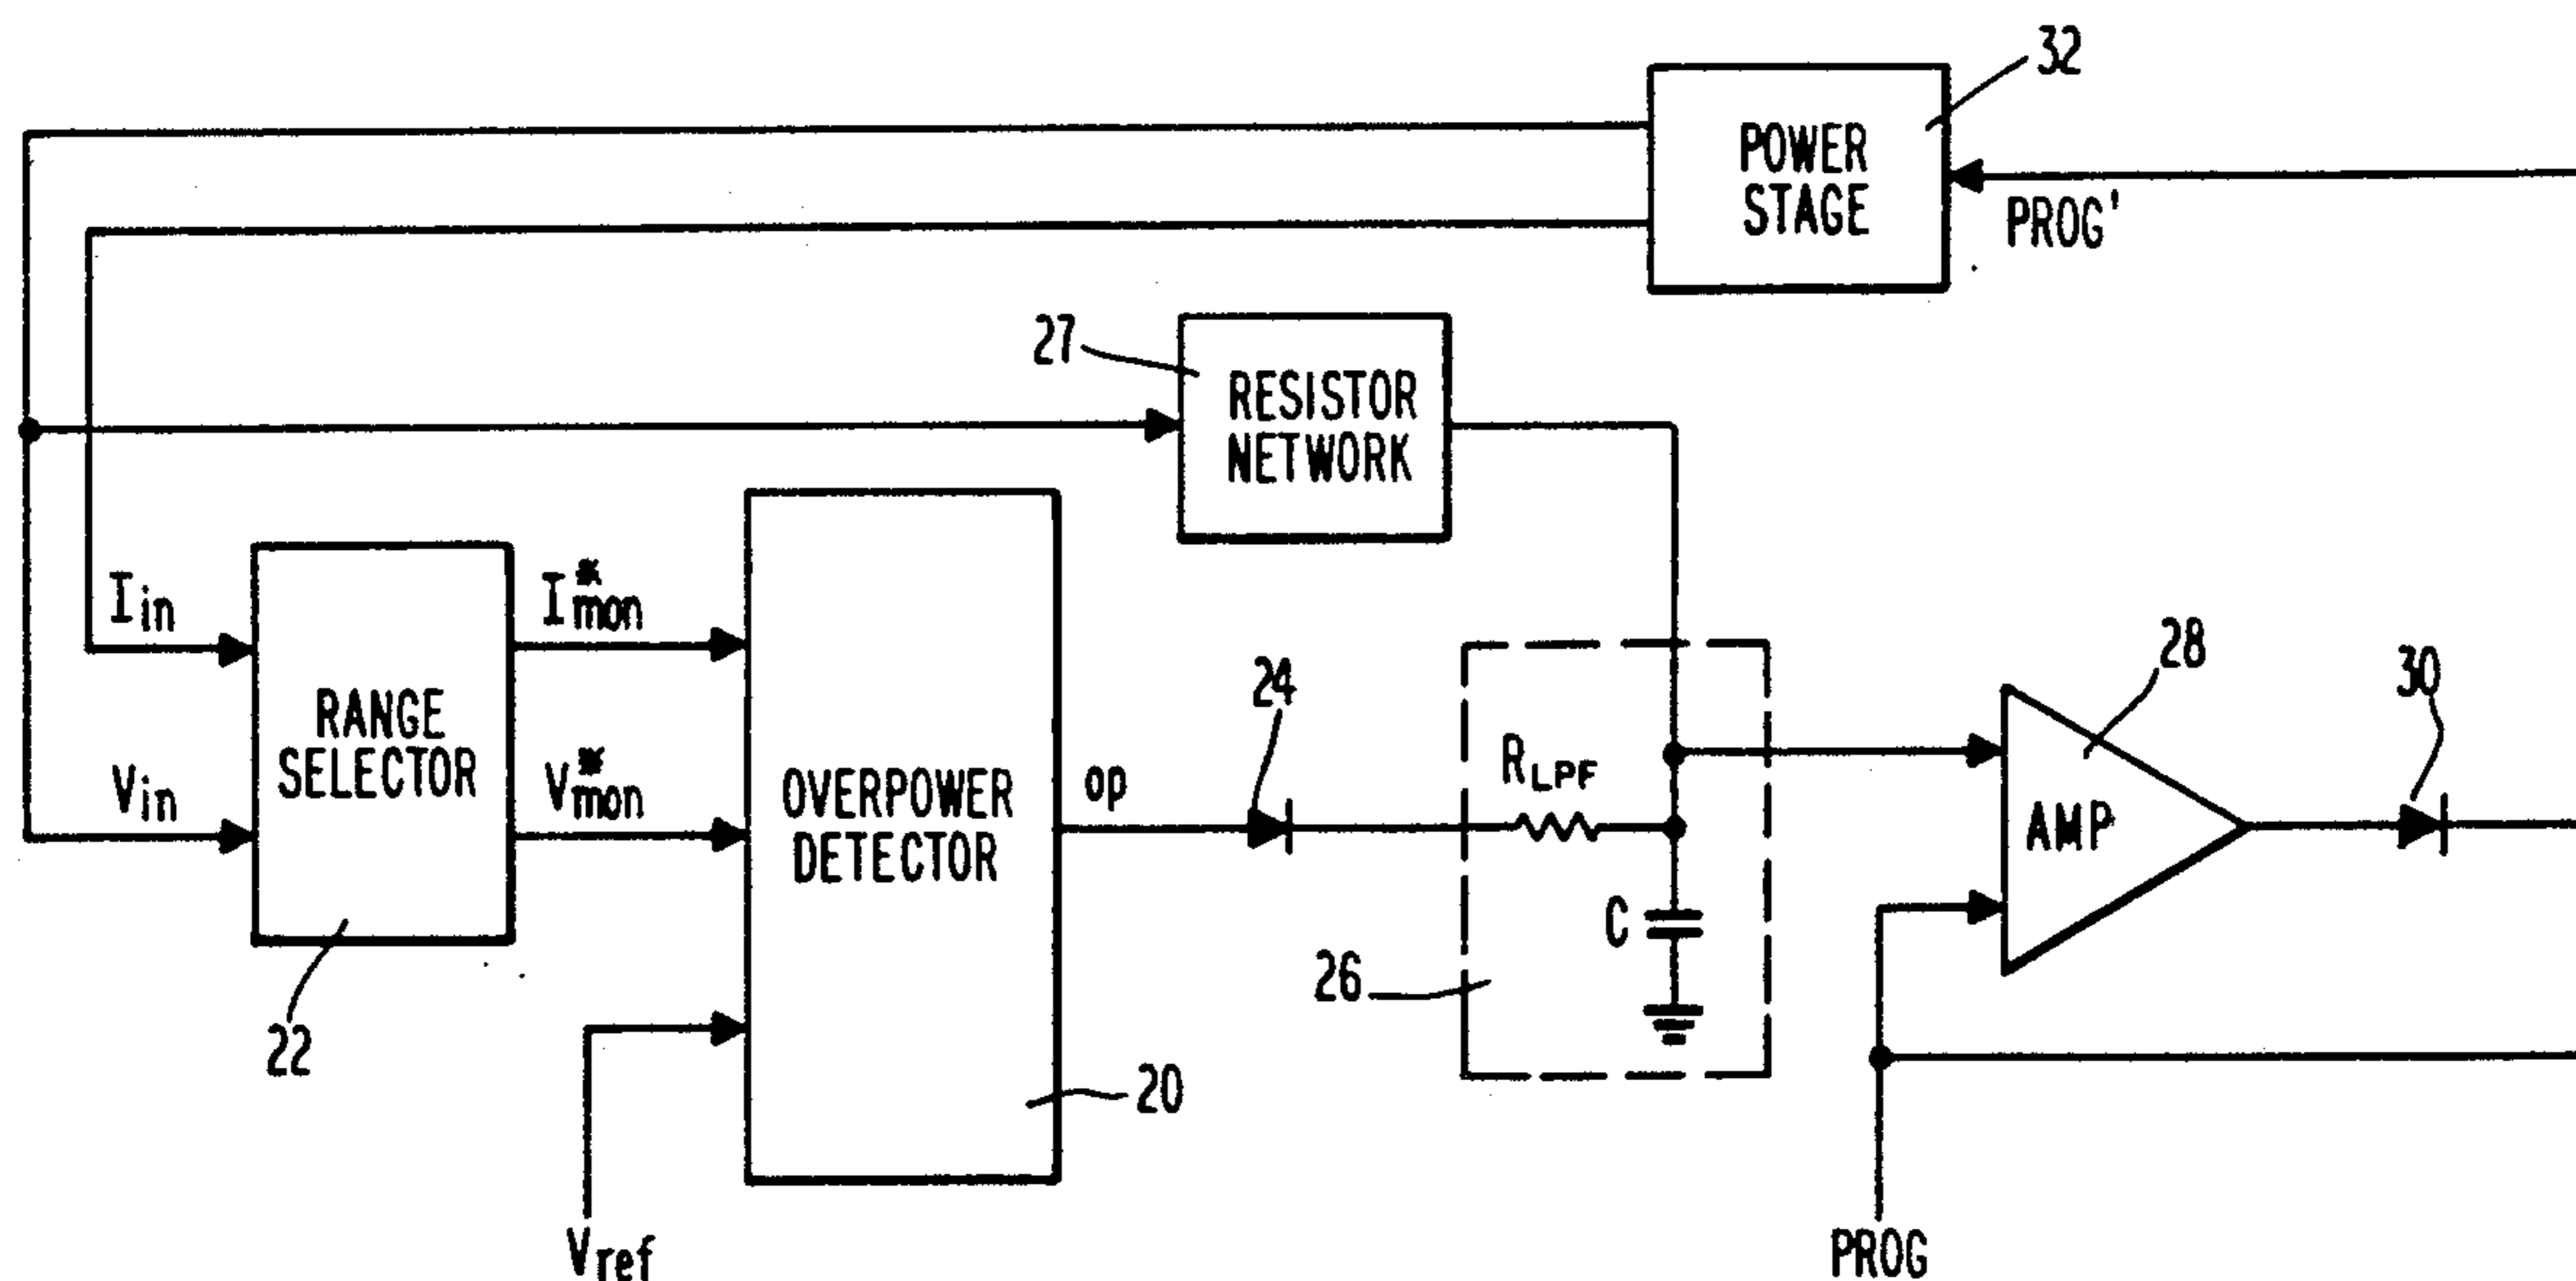 32
POWER
STAGE
PROG'
27
RESISTOR
NETWORK
Iin
I*mon
RANGE
SELECTOR
Vin
V*mon
22
OVERPOWER
DETECTOR
20
Vref
op
24
RLPF
C
26
28
AMP
30
PROG